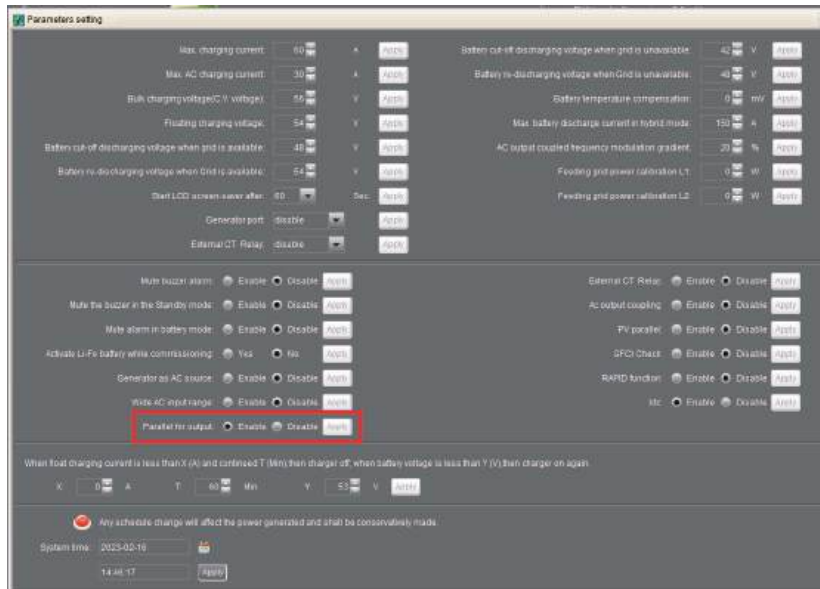 Parameters setting
Max. charging current: 60 A Apply
Battery cut-off discharging voltage when grid is unavailable: 42 V Apply
Max. AC charging current: 30 A Apply
Battery re-discharging voltage when Grid is unavailable: 48 V Apply
Bulk charging voltage(C.V. voltage): 56 V Apply
Battery temperature compensation: 0 mV Apply
Floating charging voltage: 54 V Apply
Max. battery discharge current in hybrid mode: 150 A Apply
Battery cut-off discharging voltage when grid is available: 48 V Apply
AC output coupled frequency modulation gradient: 20 % Apply
Battery re-discharging voltage when Grid is available: 54 V Apply
Feeding grid power calibration L1: 0 W Apply
Start LCD screen-saver after: 60 Sec. Apply
Feeding grid power calibration L2: 0 W Apply
Generator port: disable Apply
External CT Relay: disable Apply
Mute buzzer alarm: Enable Disable Apply
External CT Relay: Enable Disable Apply
Mute the buzzer in the Standby mode: Enable Disable Apply
Ac output coupling: Enable Disable Apply
Mute alarm in battery mode: Enable Disable Apply
PV parallel: Enable Disable Apply
Activate Li-Fe battery while commissioning: Yes No Apply
GFCI Check: Enable Disable Apply
Generator as AC source: Enable Disable Apply
RAPID function: Enable Disable Apply
Wide AC input range: Enable Disable Apply
Enable Disable Apply
Parallel for output: Enable Disable Apply
When float charging current is less than X (A) and continued T (Min),then charger off, when battery voltage is less than Y (V),then charger on again.
X: 0 A T: 60 Min Y: 53 V Apply
Any schedule change will affect the power generated and shall be conservatively made.
System time: 2023-02-16
14:46:17 Apply